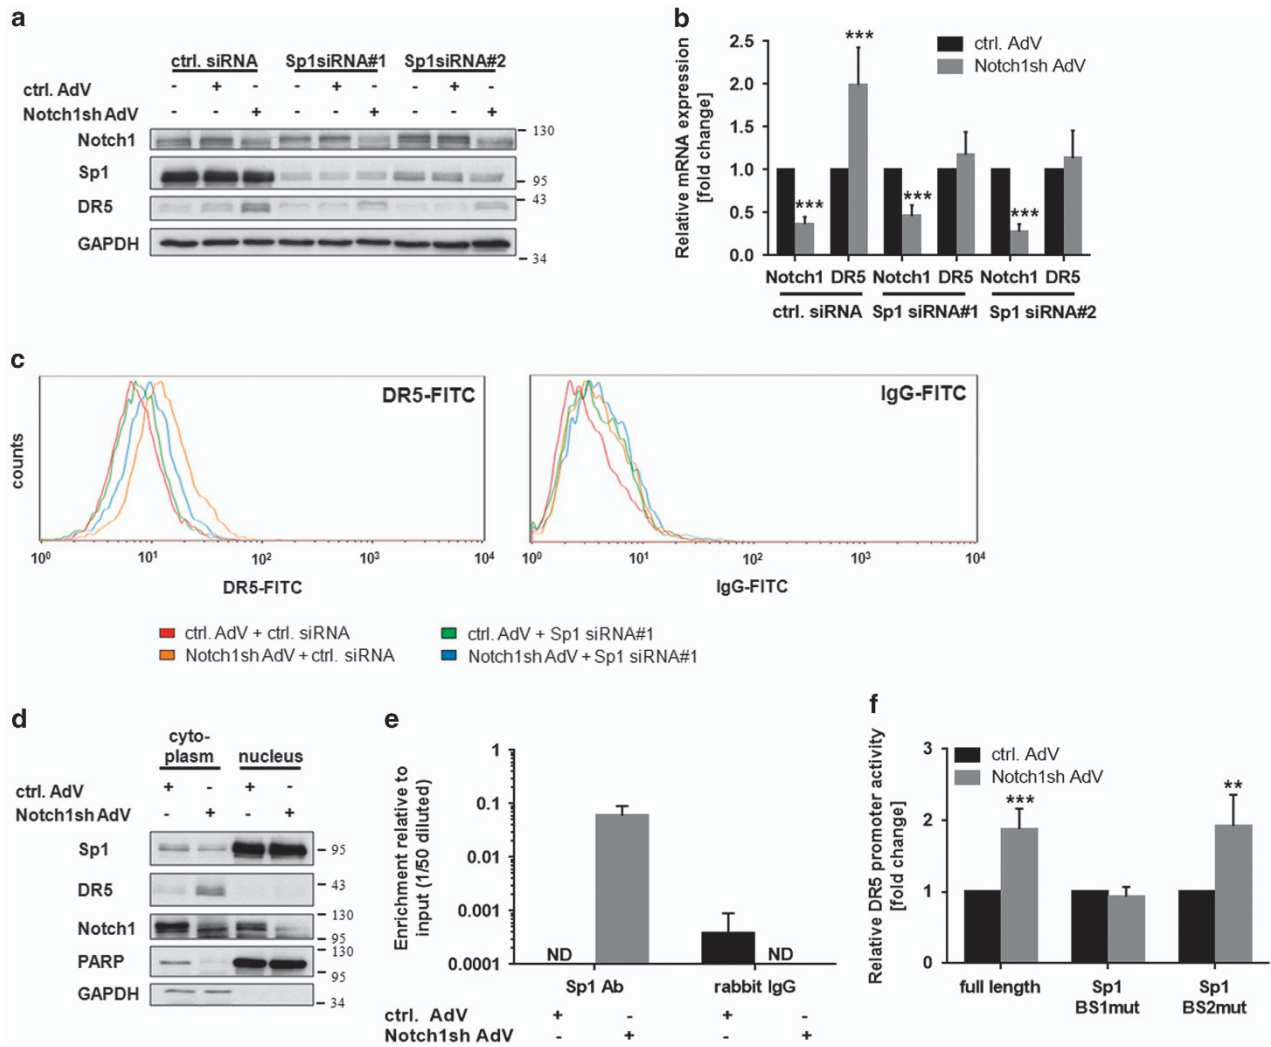 a
ctrl. siRNA Sp1siRNA#1 Sp1siRNA#2
ctrl. AdV - + - - + - - + -
Notch1sh AdV - - + - - + - - +
Notch1 130
Sp1 95
DR5 43
GAPDH 34
b
Relative mRNA expression
[fold change]
2.5
2.0
1.5
1.0
0.5
0.0
ctrl. AdV
Notch1sh AdV
*** *** *** ***
Notch1 DR5 Notch1 DR5 Notch1 DR5
ctrl. siRNA Sp1 siRNA#1 Sp1 siRNA#2
c
counts
DR5-FITC
10⁰ 10¹ 10² 10³ 10⁴
DR5-FITC
IgG-FITC
10⁰ 10¹ 10² 10³ 10⁴
IgG-FITC
ctrl. AdV + ctrl. siRNA
Notch1sh AdV + ctrl. siRNA
ctrl. AdV + Sp1 siRNA#1
Notch1sh AdV + Sp1 siRNA#1
d
cyto-
plasm nucleus
ctrl. AdV + - + -
Notch1sh AdV - + - +
Sp1 95
DR5 43
Notch1 130
95
PARP 130
95
GAPDH 34
e
Enrichment relative to
input (1/50 diluted)
1
0.1
0.01
0.001
0.0001
ND ND
Sp1 Ab rabbit IgG
ctrl. AdV + - + -
Notch1sh AdV - + - +
f
Relative DR5 promoter activity
[fold change]
3
2
1
0
ctrl. AdV
Notch1sh AdV
*** **
full length Sp1 Sp1
BS1mut BS2mut